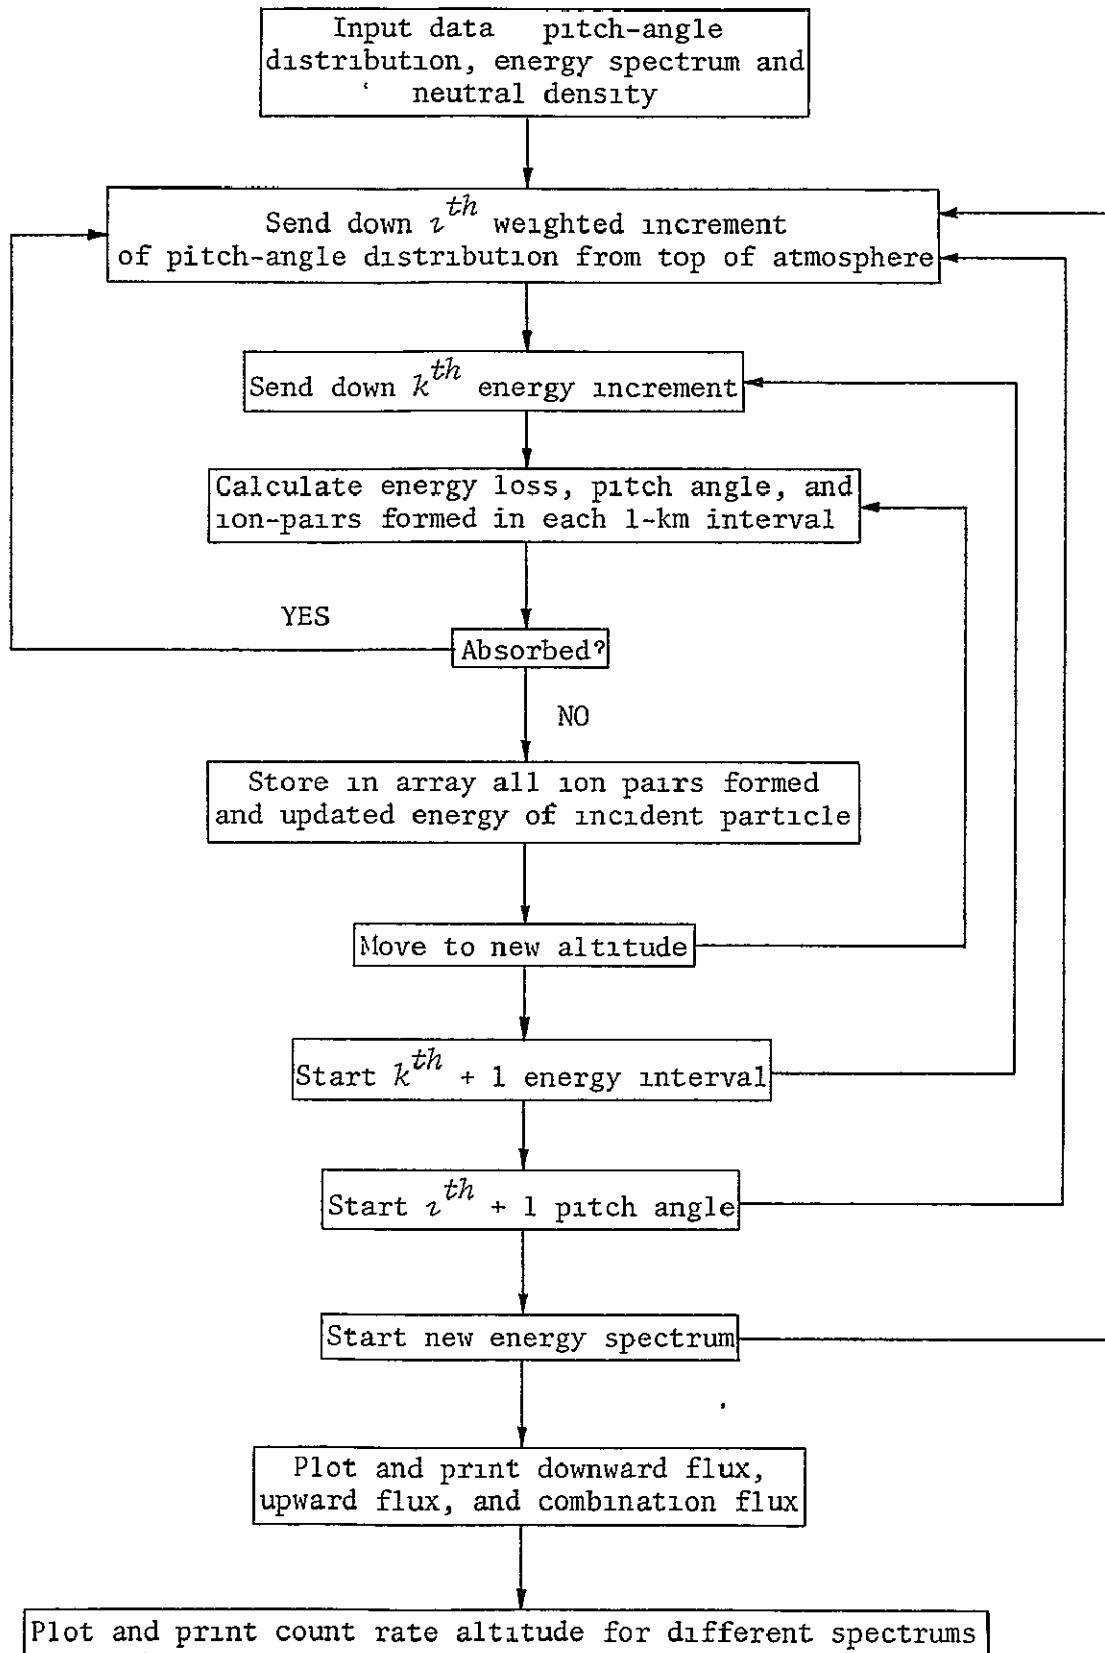 Input data pitch-angle
distribution, energy spectrum and
neutral density
Send down i^th weighted increment
of pitch-angle distribution from top of atmosphere
Send down k^th energy increment
Calculate energy loss, pitch angle, and
ion-pairs formed in each 1-km interval
YES
Absorbed?
NO
Store in array all ion pairs formed
and updated energy of incident particle
Move to new altitude
Start k^th + 1 energy interval
Start i^th + 1 pitch angle
Start new energy spectrum
Plot and print downward flux,
upward flux, and combination flux
Plot and print count rate altitude for different spectrums